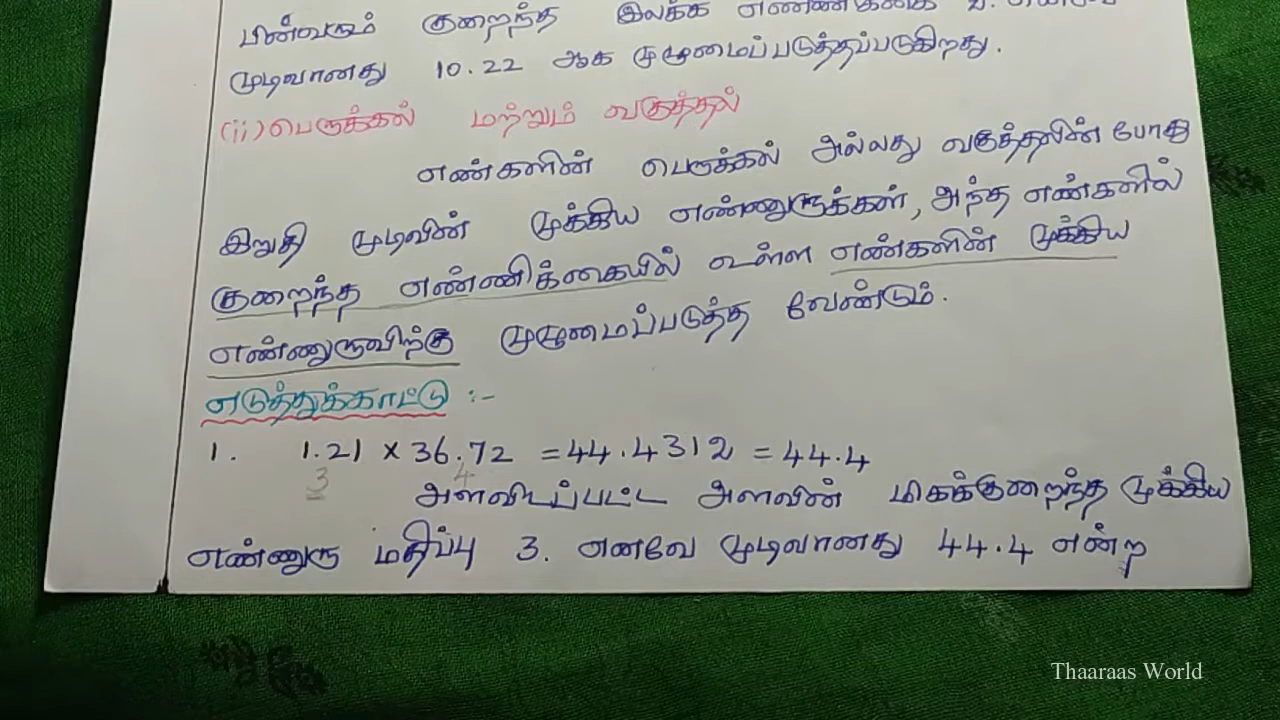 பின்வரும் குறைந்த இலக்க
முடிவானது 10.22 ஆக முழுமைப்படுத்தப்படுகிறது.
(ii) பெருக்கல் மற்றும் வகுத்தல்
எண்களின் பெருக்கல் அல்லது வகுத்தலின் போது
இறுதி முடிவின் முக்கிய எண்ணுருக்கள், அந்த எண்களில்
குறைந்த எண்ணிக்கையில் உள்ள எண்களின் முக்கிய
எண்ணுருவிற்கு முழுமைப்படுத்த வேண்டும்.
எடுத்துக்காட்டு :-
1. 1.21 × 36.72 = 44.4312 = 44.4
3 4
அளவிடப்பட்ட அளவின் மிகக்குறைந்த முக்கிய
எண்ணுரு மதிப்பு 3. எனவே முடிவானது 44.4 என்ற
Thaaraas World